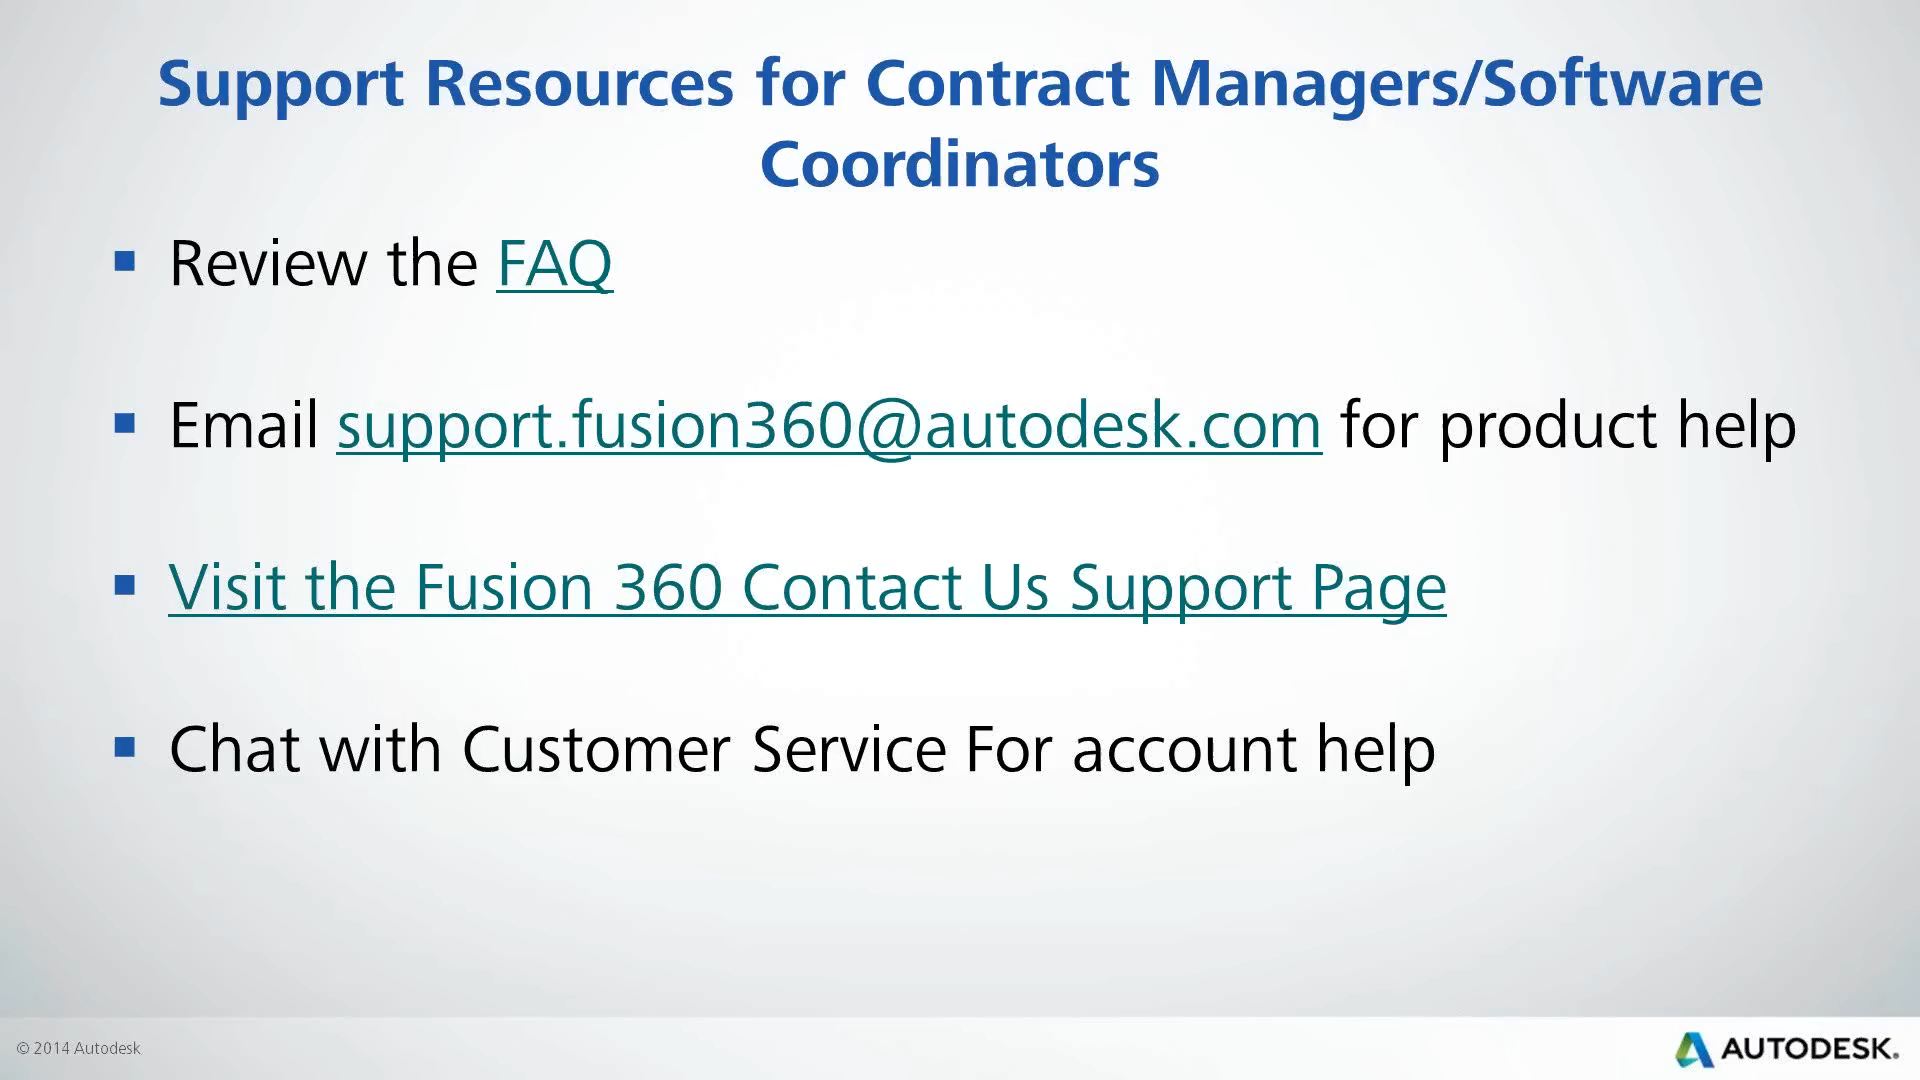 Support Resources for Contract Managers/Software
Coordinators
▪ Review the FAQ
▪ Email support.fusion360@autodesk.com for product help
▪ Visit the Fusion 360 Contact Us Support Page
▪ Chat with Customer Service For account help
© 2014 Autodesk
AUTODESK.